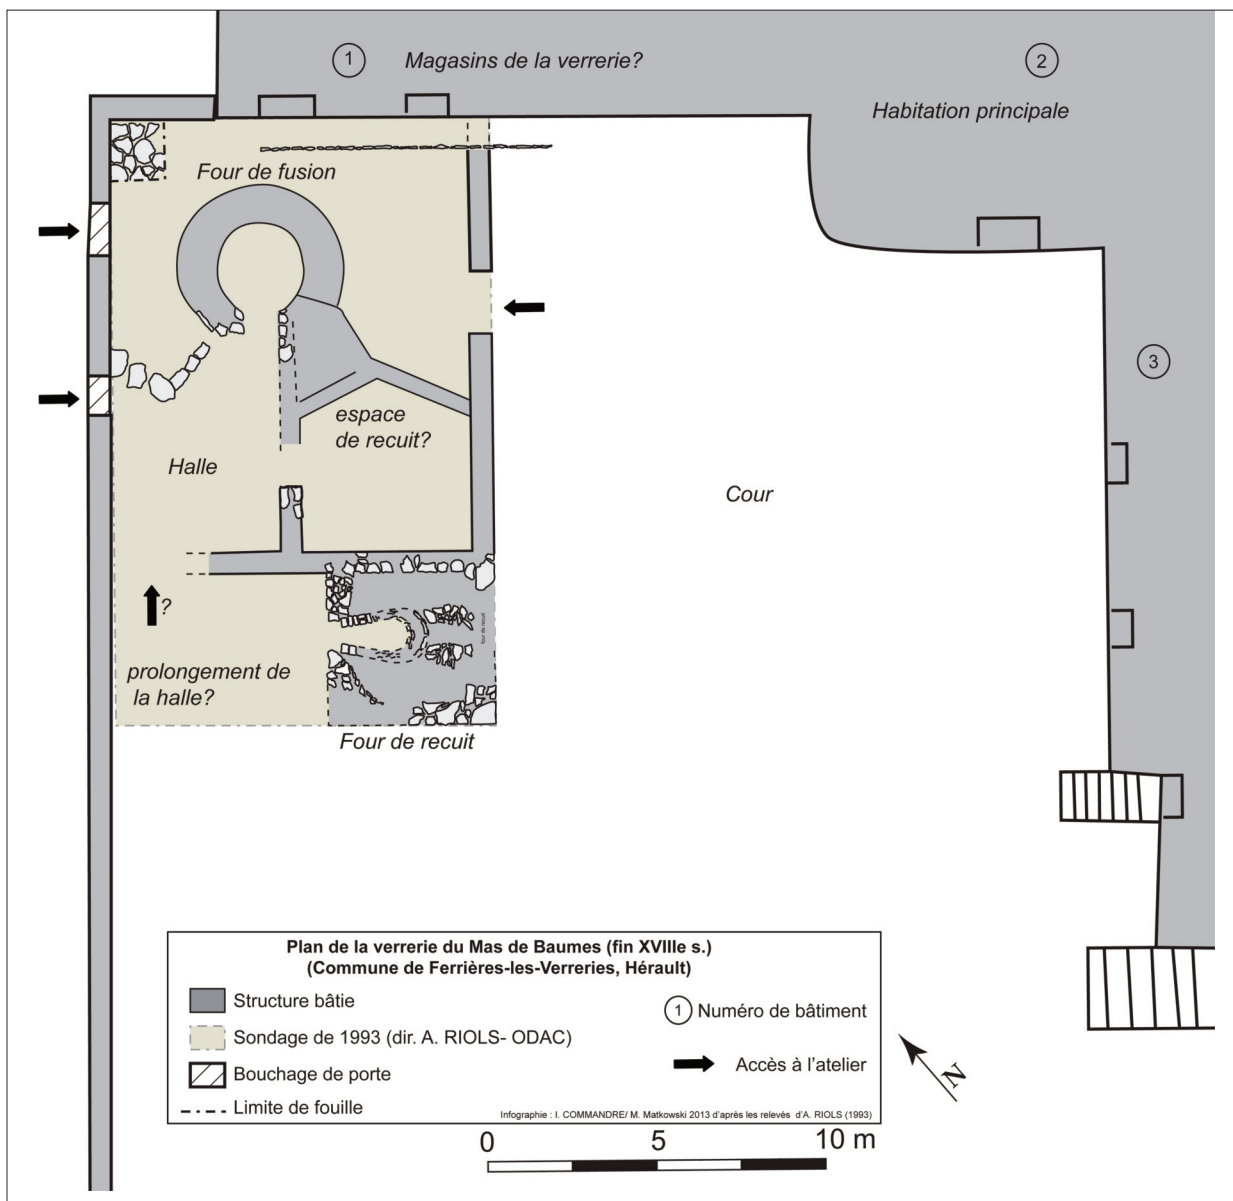 1
Magasins de la verrerie?
2
Habitation principale
Four de fusion
3
espace
de recuit?
Halle
Cour
?
four de recuit
prolongement de
la halle?
Four de recuit
Plan de la verrerie du Mas de Baumes (fin XVIIIe s.)
(Commune de Ferrières-les-Verreries, Hérault)
Structure bâtie
1 Numéro de bâtiment
Sondage de 1993 (dir. A. RIOLS- ODAC)
Bouchage de porte
Accès à l'atelier
Limite de fouille
Infographie : I. COMMANDRE/ M. Matkowski 2013 d'après les relevés d'A. RIOLS (1993)
N
0 5 10 m